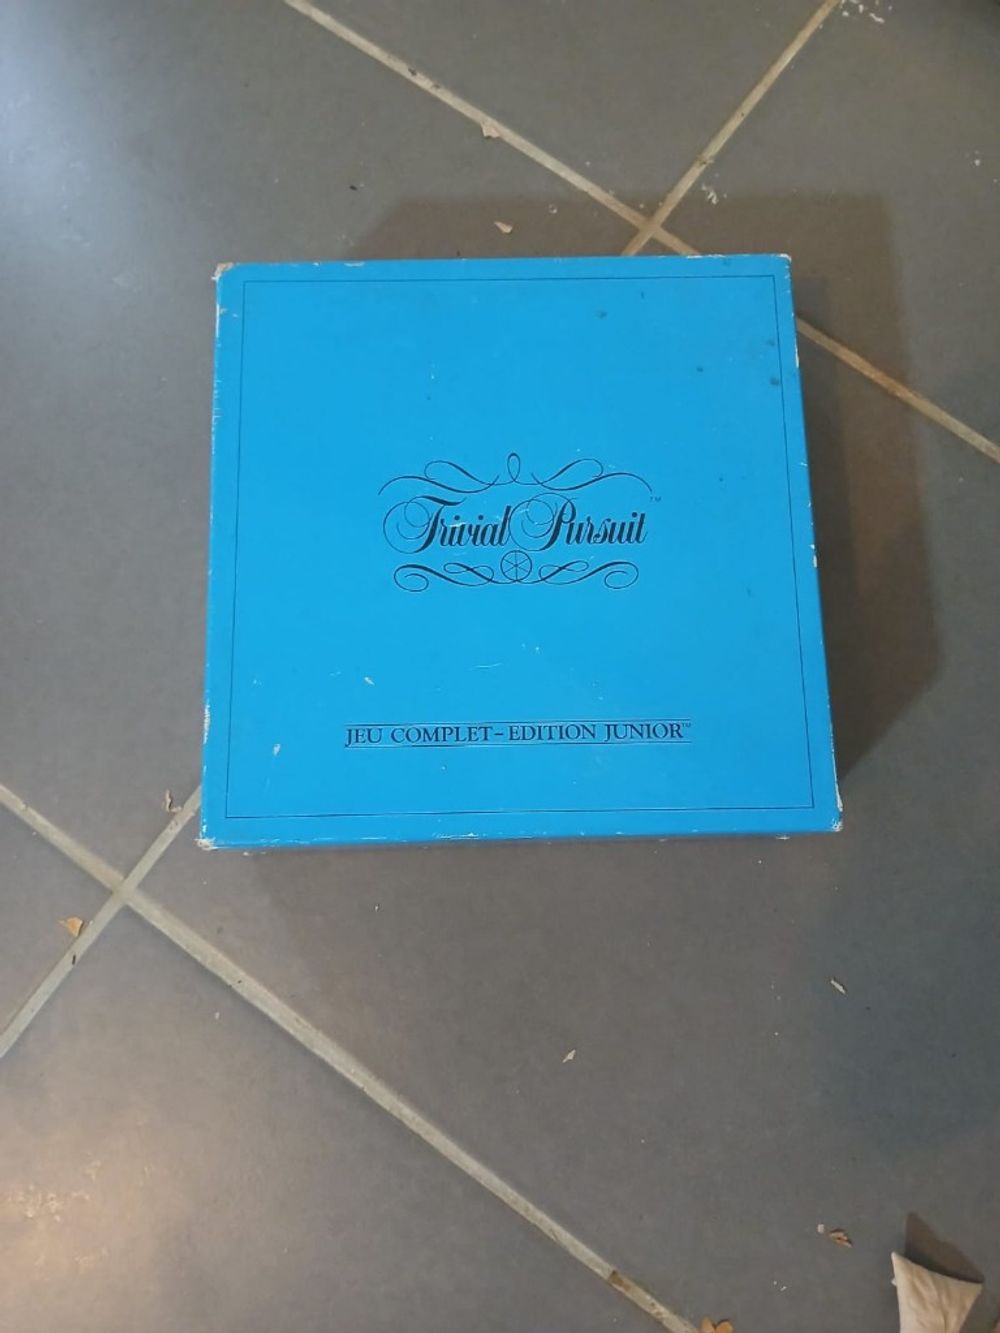 Trivial Pursuit™
JEU COMPLET–EDITION JUNIOR™